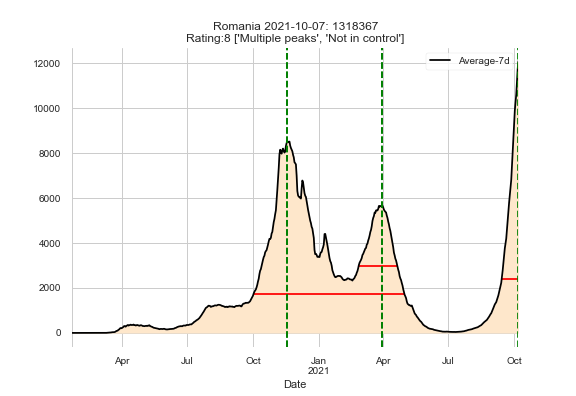 Romania 2021-10-07: 1318367
Rating:8 ['Multiple peaks', 'Not in control']
Average-7d
12000
10000
8000
6000
4000
2000
0
Apr Jul Oct Jan Apr Jul Oct
2021
Date